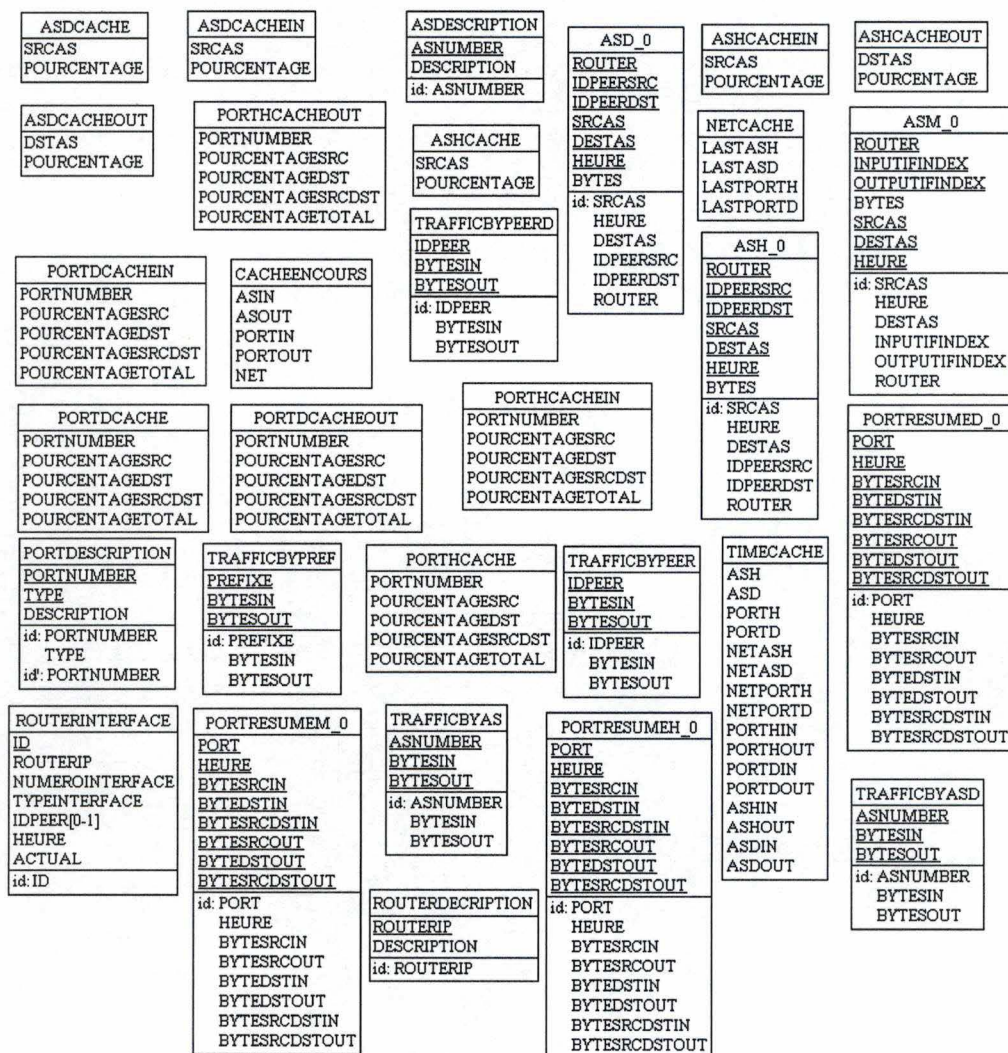 ASDCACHE
SRCAS
POURCENTAGE
ASDCACHEIN
SRCAS
POURCENTAGE
ASDESCRIPTION
ASNUMBER
DESCRIPTION
id: ASNUMBER
ASD_0
ROUTER
IDPEERSRC
IDPEERDST
SRCAS
DESTAS
HEURE
BYTES
id: SRCAS
HEURE
DESTAS
IDPEERSRC
IDPEERDST
ROUTER
ASHCACHEIN
SRCAS
POURCENTAGE
ASHCACHEOUT
DSTAS
POURCENTAGE
ASDCACHEOUT
DSTAS
POURCENTAGE
PORTHCACHEOUT
PORTNUMBER
POURCENTAGESRC
POURCENTAGEDST
POURCENTAGESRCDST
POURCENTAGETOTAL
ASHCACHE
SRCAS
POURCENTAGE
NETCACHE
LASTASH
LASTASD
LASTPORTH
LASTPORTD
ASM_0
ROUTER
INPUTIFINDEX
OUTPUTIFINDEX
BYTES
SRCAS
DESTAS
HEURE
id: SRCAS
HEURE
DESTAS
INPUTIFINDEX
OUTPUTIFINDEX
ROUTER
TRAFFICBYPEERD
IDPEER
BYTESIN
BYTESOUT
id: IDPEER
BYTESIN
BYTESOUT
ASH_0
ROUTER
IDPEERSRC
IDPEERDST
SRCAS
DESTAS
HEURE
BYTES
id: SRCAS
HEURE
DESTAS
IDPEERSRC
IDPEERDST
ROUTER
PORTDCACHEIN
PORTNUMBER
POURCENTAGESRC
POURCENTAGEDST
POURCENTAGESRCDST
POURCENTAGETOTAL
CACHEENCOURS
ASIN
ASOUT
PORTIN
PORTOUT
NET
PORTDCACHE
PORTNUMBER
POURCENTAGESRC
POURCENTAGEDST
POURCENTAGESRCDST
POURCENTAGETOTAL
PORTDCACHEOUT
PORTNUMBER
POURCENTAGESRC
POURCENTAGEDST
POURCENTAGESRCDST
POURCENTAGETOTAL
PORTHCACHEIN
PORTNUMBER
POURCENTAGESRC
POURCENTAGEDST
POURCENTAGESRCDST
POURCENTAGETOTAL
PORTRESUMED_0
PORT
HEURE
BYTESRCIN
BYTEDSTIN
BYTESRCDSTIN
BYTESRCOUT
BYTEDSTOUT
BYTESRCDSTOUT
id: PORT
HEURE
BYTESRCIN
BYTESRCOUT
BYTEDSTIN
BYTEDSTOUT
BYTESRCDSTIN
BYTESRCDSTOUT
PORTDESCRIPTION
PORTNUMBER
TYPE
DESCRIPTION
id: PORTNUMBER
TYPE
id': PORTNUMBER
TRAFFICBYPREF
PREFIXE
BYTESIN
BYTESOUT
id: PREFIXE
BYTESIN
BYTESOUT
PORTHCACHE
PORTNUMBER
POURCENTAGESRC
POURCENTAGEDST
POURCENTAGESRCDST
POURCENTAGETOTAL
TRAFFICBYPEER
IDPEER
BYTESIN
BYTESOUT
id: IDPEER
BYTESIN
BYTESOUT
TIMECACHE
ASH
ASD
PORTH
PORTD
NETASH
NETASD
NETPORTH
NETPORTD
PORTHIN
PORTHOUT
PORTDIN
PORTDOUT
ASHIN
ASHOUT
ASDIN
ASDOUT
ROUTERINTERFACE
ID
ROUTERIP
NUMEROINTERFACE
TYPEINTERFACE
IDPEER[0-1]
HEURE
ACTUAL
id: ID
PORTRESUMEM_0
PORT
HEURE
BYTESRCIN
BYTEDSTIN
BYTESRCDSTIN
BYTESRCOUT
BYTEDSTOUT
BYTESRCDSTOUT
id: PORT
HEURE
BYTESRCIN
BYTESRCOUT
BYTEDSTIN
BYTEDSTOUT
BYTESRCDSTIN
BYTESRCDSTOUT
TRAFFICBYAS
ASNUMBER
BYTESIN
BYTESOUT
id: ASNUMBER
BYTESIN
BYTESOUT
PORTRESUMEH_0
PORT
HEURE
BYTESRCIN
BYTEDSTIN
BYTESRCDSTIN
BYTESRCOUT
BYTEDSTOUT
BYTESRCDSTOUT
id: PORT
HEURE
BYTESRCIN
BYTESRCOUT
BYTEDSTIN
BYTEDSTOUT
BYTESRCDSTIN
BYTESRCDSTOUT
TRAFFICBYASD
ASNUMBER
BYTESIN
BYTESOUT
id: ASNUMBER
BYTESIN
BYTESOUT
ROUTERDECRIPTION
ROUTERIP
DESCRIPTION
id: ROUTERIP